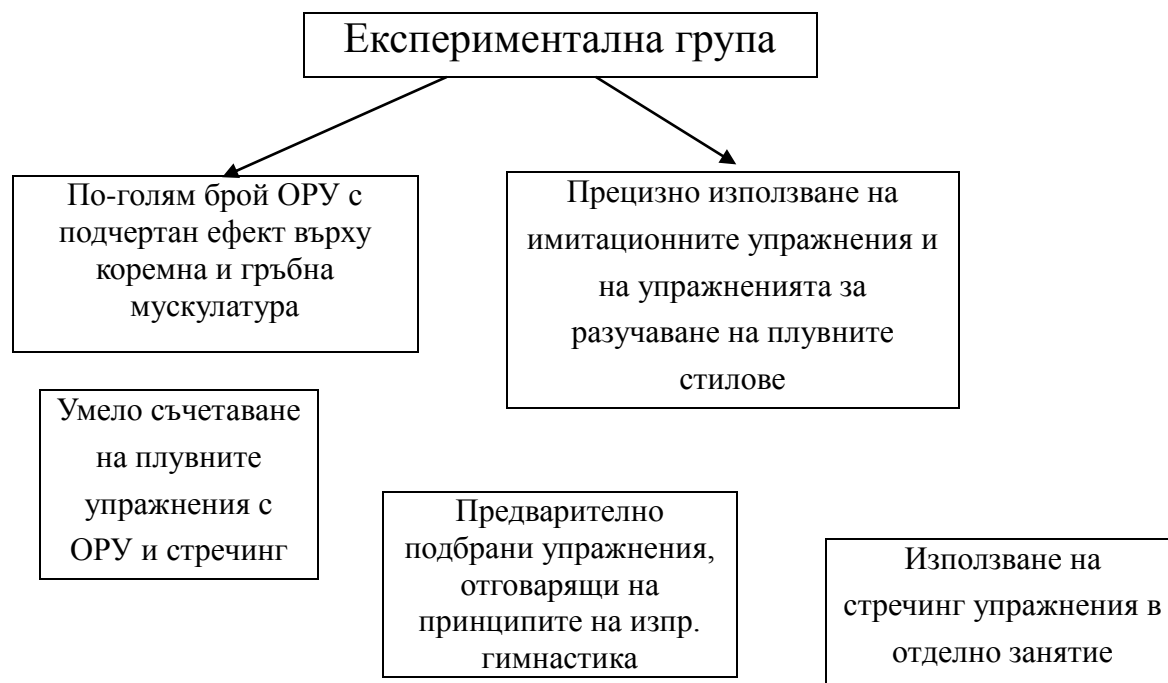 Експериментална група
По-голям брой ОРУ с
подчертан ефект върху
коремна и гръбна
мускулатура
Прецизно използване на
имитационните упражнения и
на упражненията за
разучаване на плувните
стилове
Умело съчетаване
на плувните
упражнения с
ОРУ и стречинг
Предварително
подбрани упражнения,
отговарящи на
принципите на изпр.
гимнастика
Използване на
стречинг упражнения в
отделно занятие